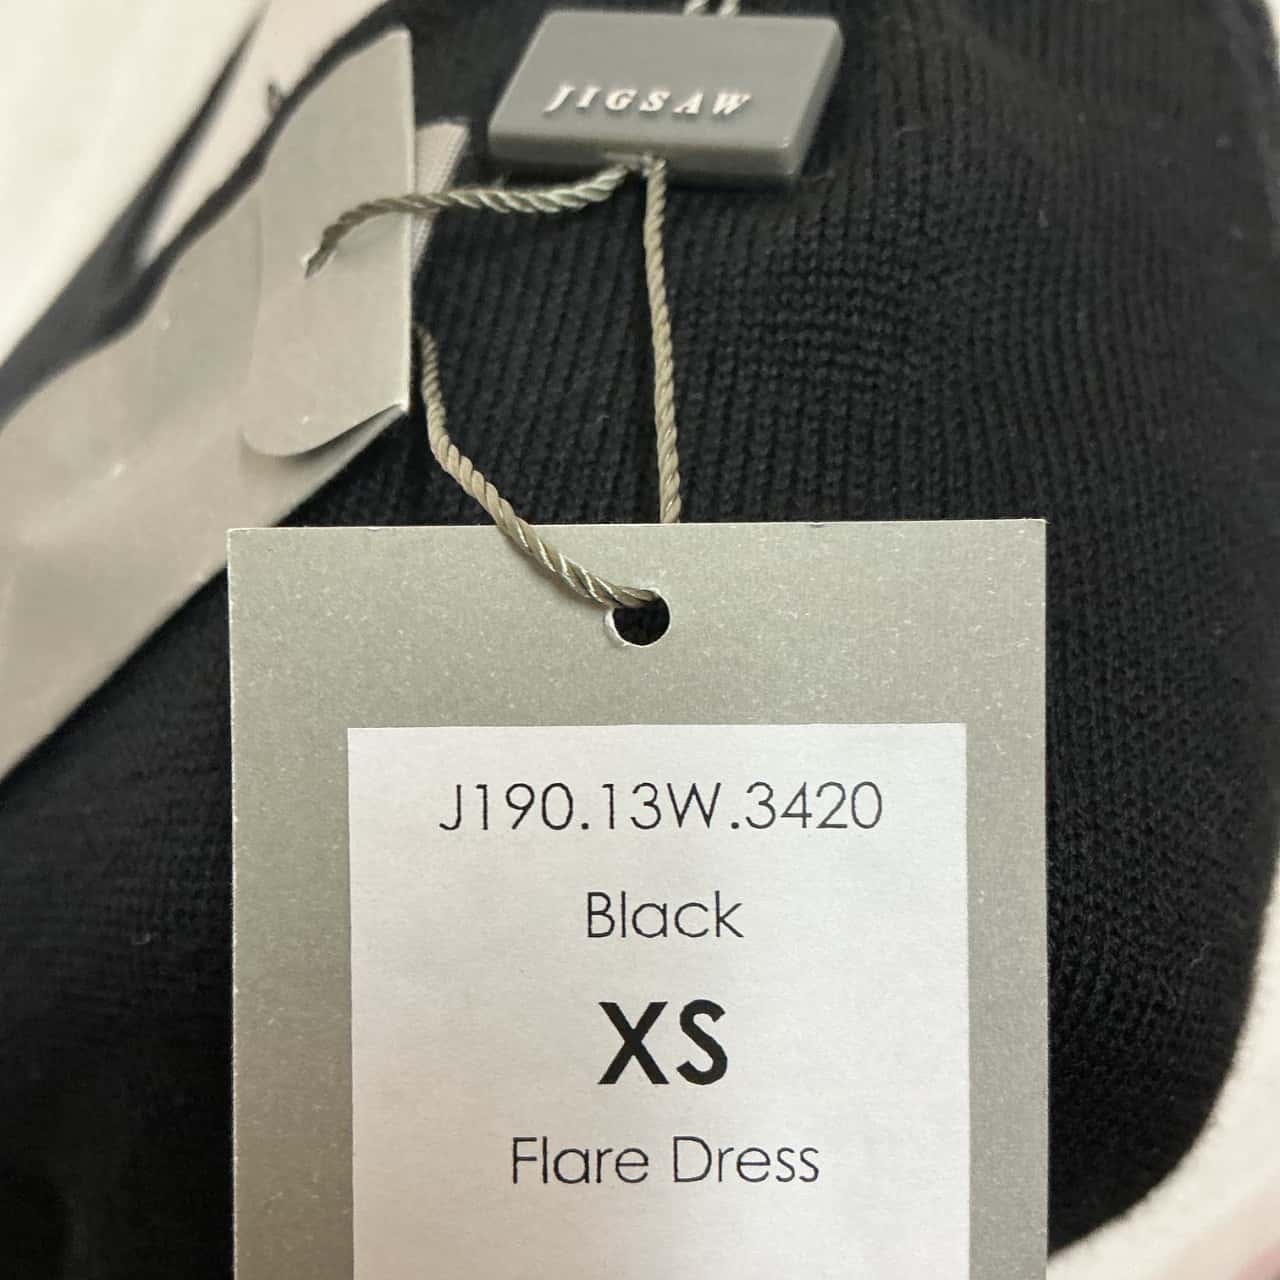 JIGSAW
J190.13W.3420
Black
XS
Flare Dress